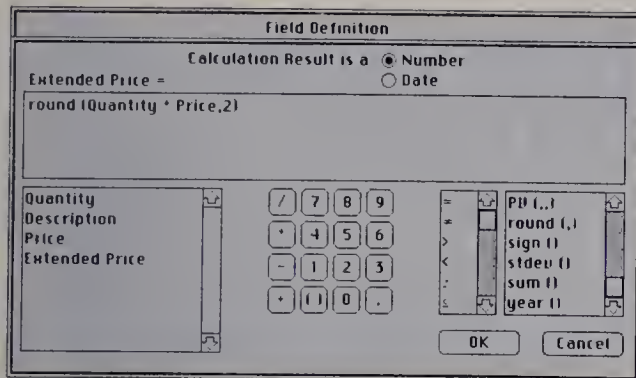 Field Definition
Calculation Result is a Number
Extended Price = Date
round (Quantity * Price,2)
Quantity
Description
Price
Extended Price
/ 7 8 9
* 4 5 6
- 1 2 3
+ ( ) 0 .
=
≠
>
<
≤
PV (,,)
round (,)
sign ()
stdev ()
sum ()
year ()
OK Cancel